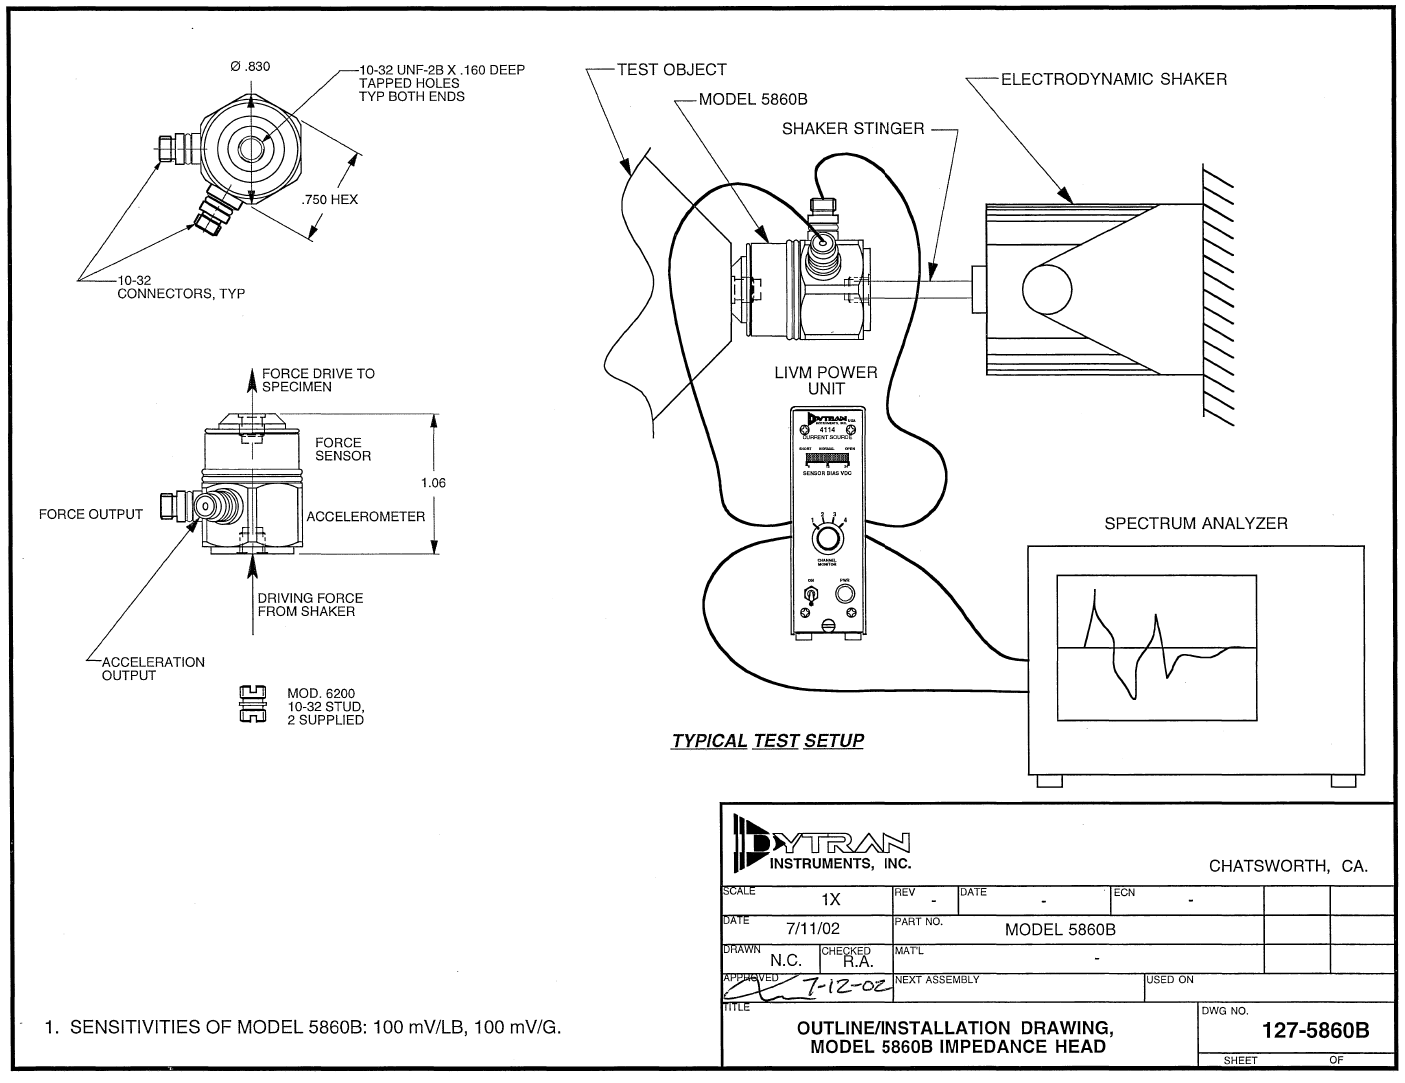 Ø .830
10-32 UNF-2B X .160 DEEP
TAPPED HOLES
TYP BOTH ENDS
.750 HEX
10-32
CONNECTORS, TYP
FORCE DRIVE TO
SPECIMEN
FORCE
SENSOR
1.06
FORCE OUTPUT
ACCELEROMETER
DRIVING FORCE
FROM SHAKER
ACCELERATION
OUTPUT
MOD. 6200
10-32 STUD,
2 SUPPLIED
TEST OBJECT
MODEL 5860B
SHAKER STINGER
ELECTRODYNAMIC SHAKER
LIVM POWER
UNIT
DYTRAN
INSTRUMENTS, INC.
4114
CURRENT SOURCE
SHORT NORMAL OPEN
SENSOR BIAS VDC
1 2 3 4
CHANNEL
MONITOR
ON PWR
SPECTRUM ANALYZER
TYPICAL TEST SETUP
DYTRAN
INSTRUMENTS, INC.
CHATSWORTH, CA.
SCALE 1X REV - DATE - ECN -
DATE 7/11/02 PART NO. MODEL 5860B
DRAWN N.C. CHECKED R.A. MAT'L -
APPROVED 7-12-02 NEXT ASSEMBLY USED ON
TITLE
OUTLINE/INSTALLATION DRAWING,
MODEL 5860B IMPEDANCE HEAD
DWG NO.
127-5860B
SHEET OF
1. SENSITIVITIES OF MODEL 5860B: 100 mV/LB, 100 mV/G.